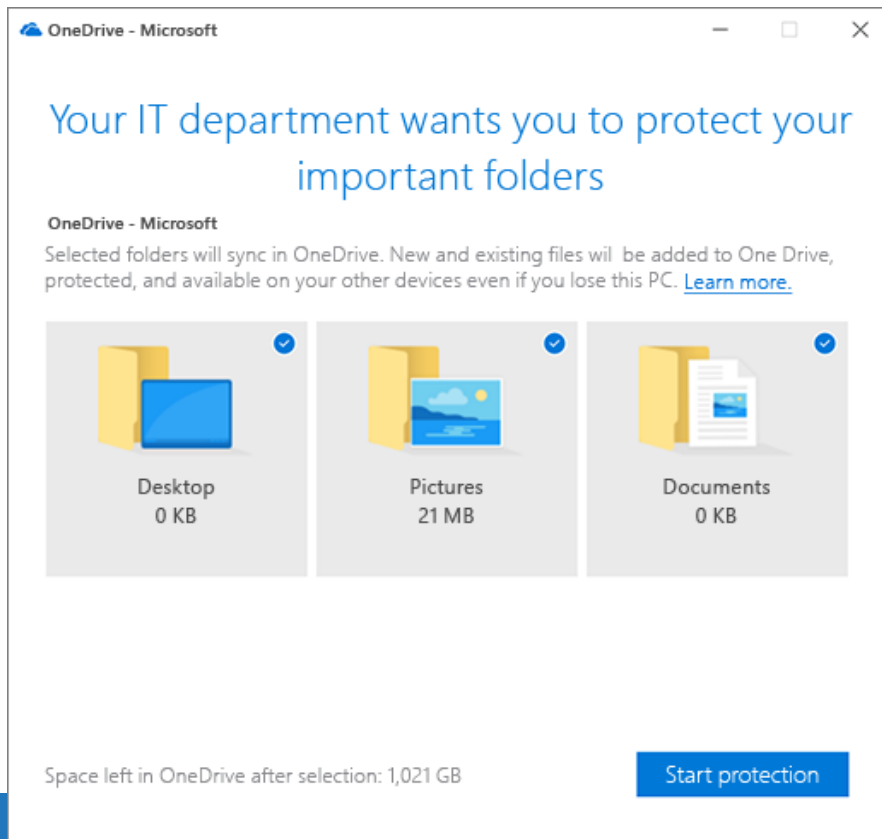 OneDrive - Microsoft
Your IT department wants you to protect your
important folders
OneDrive - Microsoft
Selected folders will sync in OneDrive. New and existing files wil be added to One Drive,
protected, and available on your other devices even if you lose this PC. Learn more.
Desktop
0 KB
Pictures
21 MB
Documents
0 KB
Space left in OneDrive after selection: 1,021 GB
Start protection